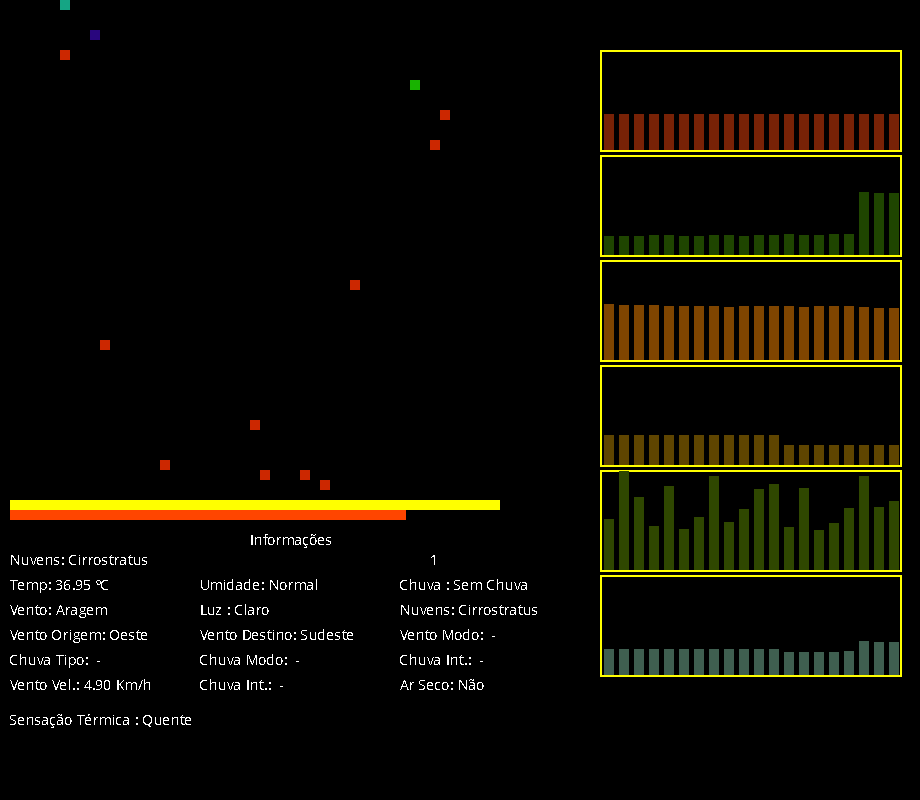 Informações
Nuvens: Cirrostratus 1
Temp: 36.95 ºC Umidade: Normal Chuva : Sem Chuva
Vento: Aragem Luz : Claro Nuvens: Cirrostratus
Vento Origem: Oeste Vento Destino: Sudeste Vento Modo: -
Chuva Tipo: - Chuva Modo: - Chuva Int.: -
Vento Vel.: 4.90 Km/h Chuva Int.: - Ar Seco: Não
Sensação Térmica : Quente